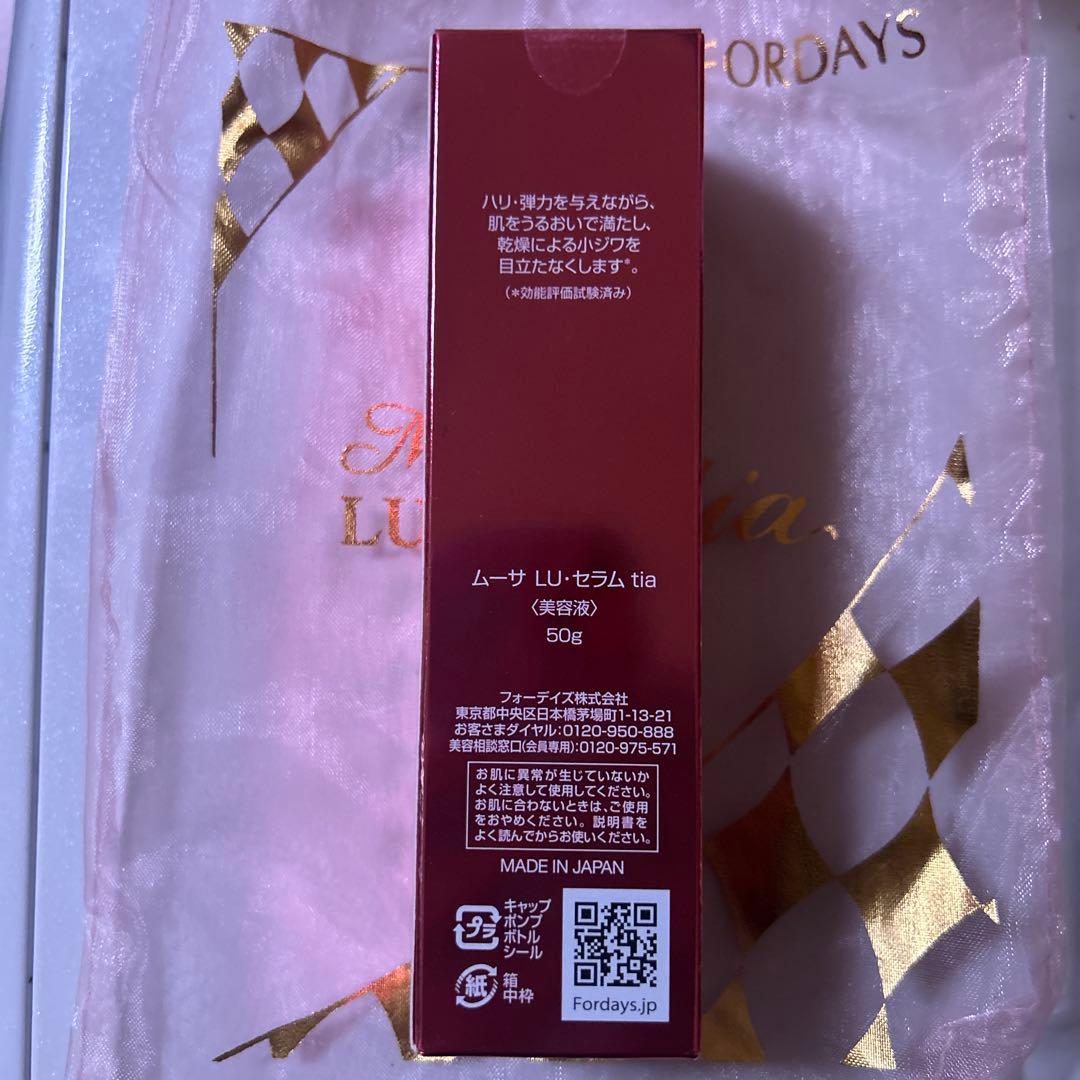 FORDAYS
ハリ・弾力を与えながら、
肌をうるおいで満たし、
乾燥による小ジワを
目立たなくします*。
(*効能評価試験済み)
M
LU
ia
ムーサ LU・セラム tia
〈美容液〉
50g
フォーデイズ株式会社
東京都中央区日本橋茅場町1-13-21
お客さまダイヤル:0120-950-888
美容相談窓口(会員専用):0120-975-571
お肌に異常が生じていないか
よく注意して使用してください。
お肌に合わないときは、ご使用
をおやめください。説明書を
よく読んでからお使いください。
MADE IN JAPAN
プラ
キャップ
ポンプ
ボトル
シール
紙
箱
中枠
Fordays.jp